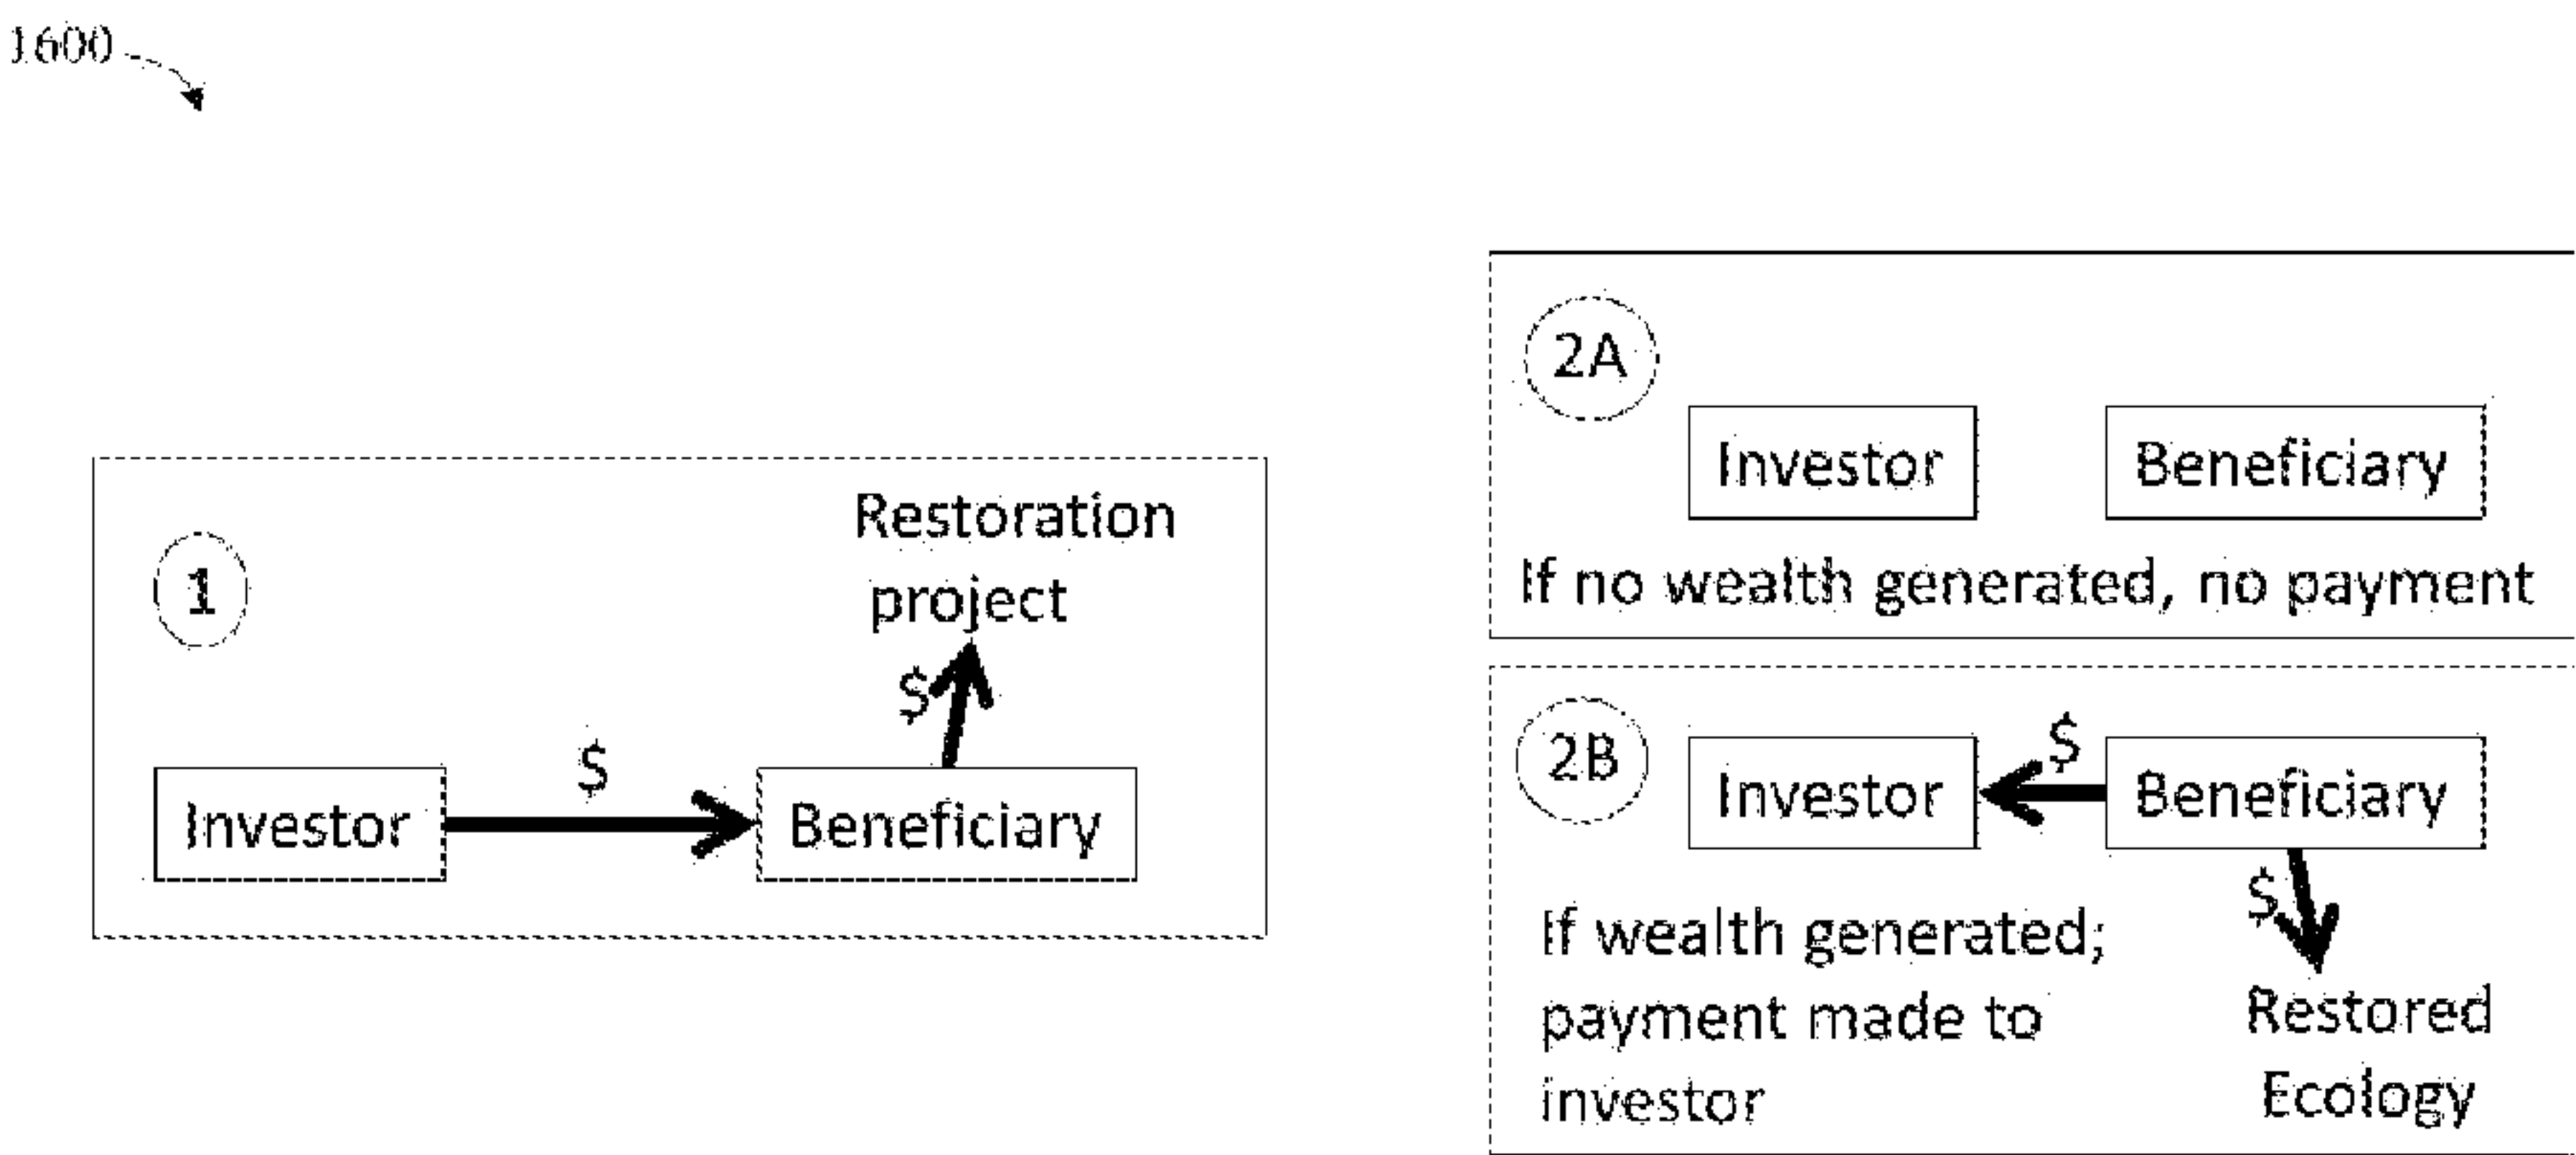 1600
1
Restoration
project
$
$
Investor
Beneficiary
2A
Investor
Beneficiary
If no wealth generated, no payment
2B
Investor
$
Beneficiary
$
If wealth generated;
payment made to
investor
Restored
Ecology